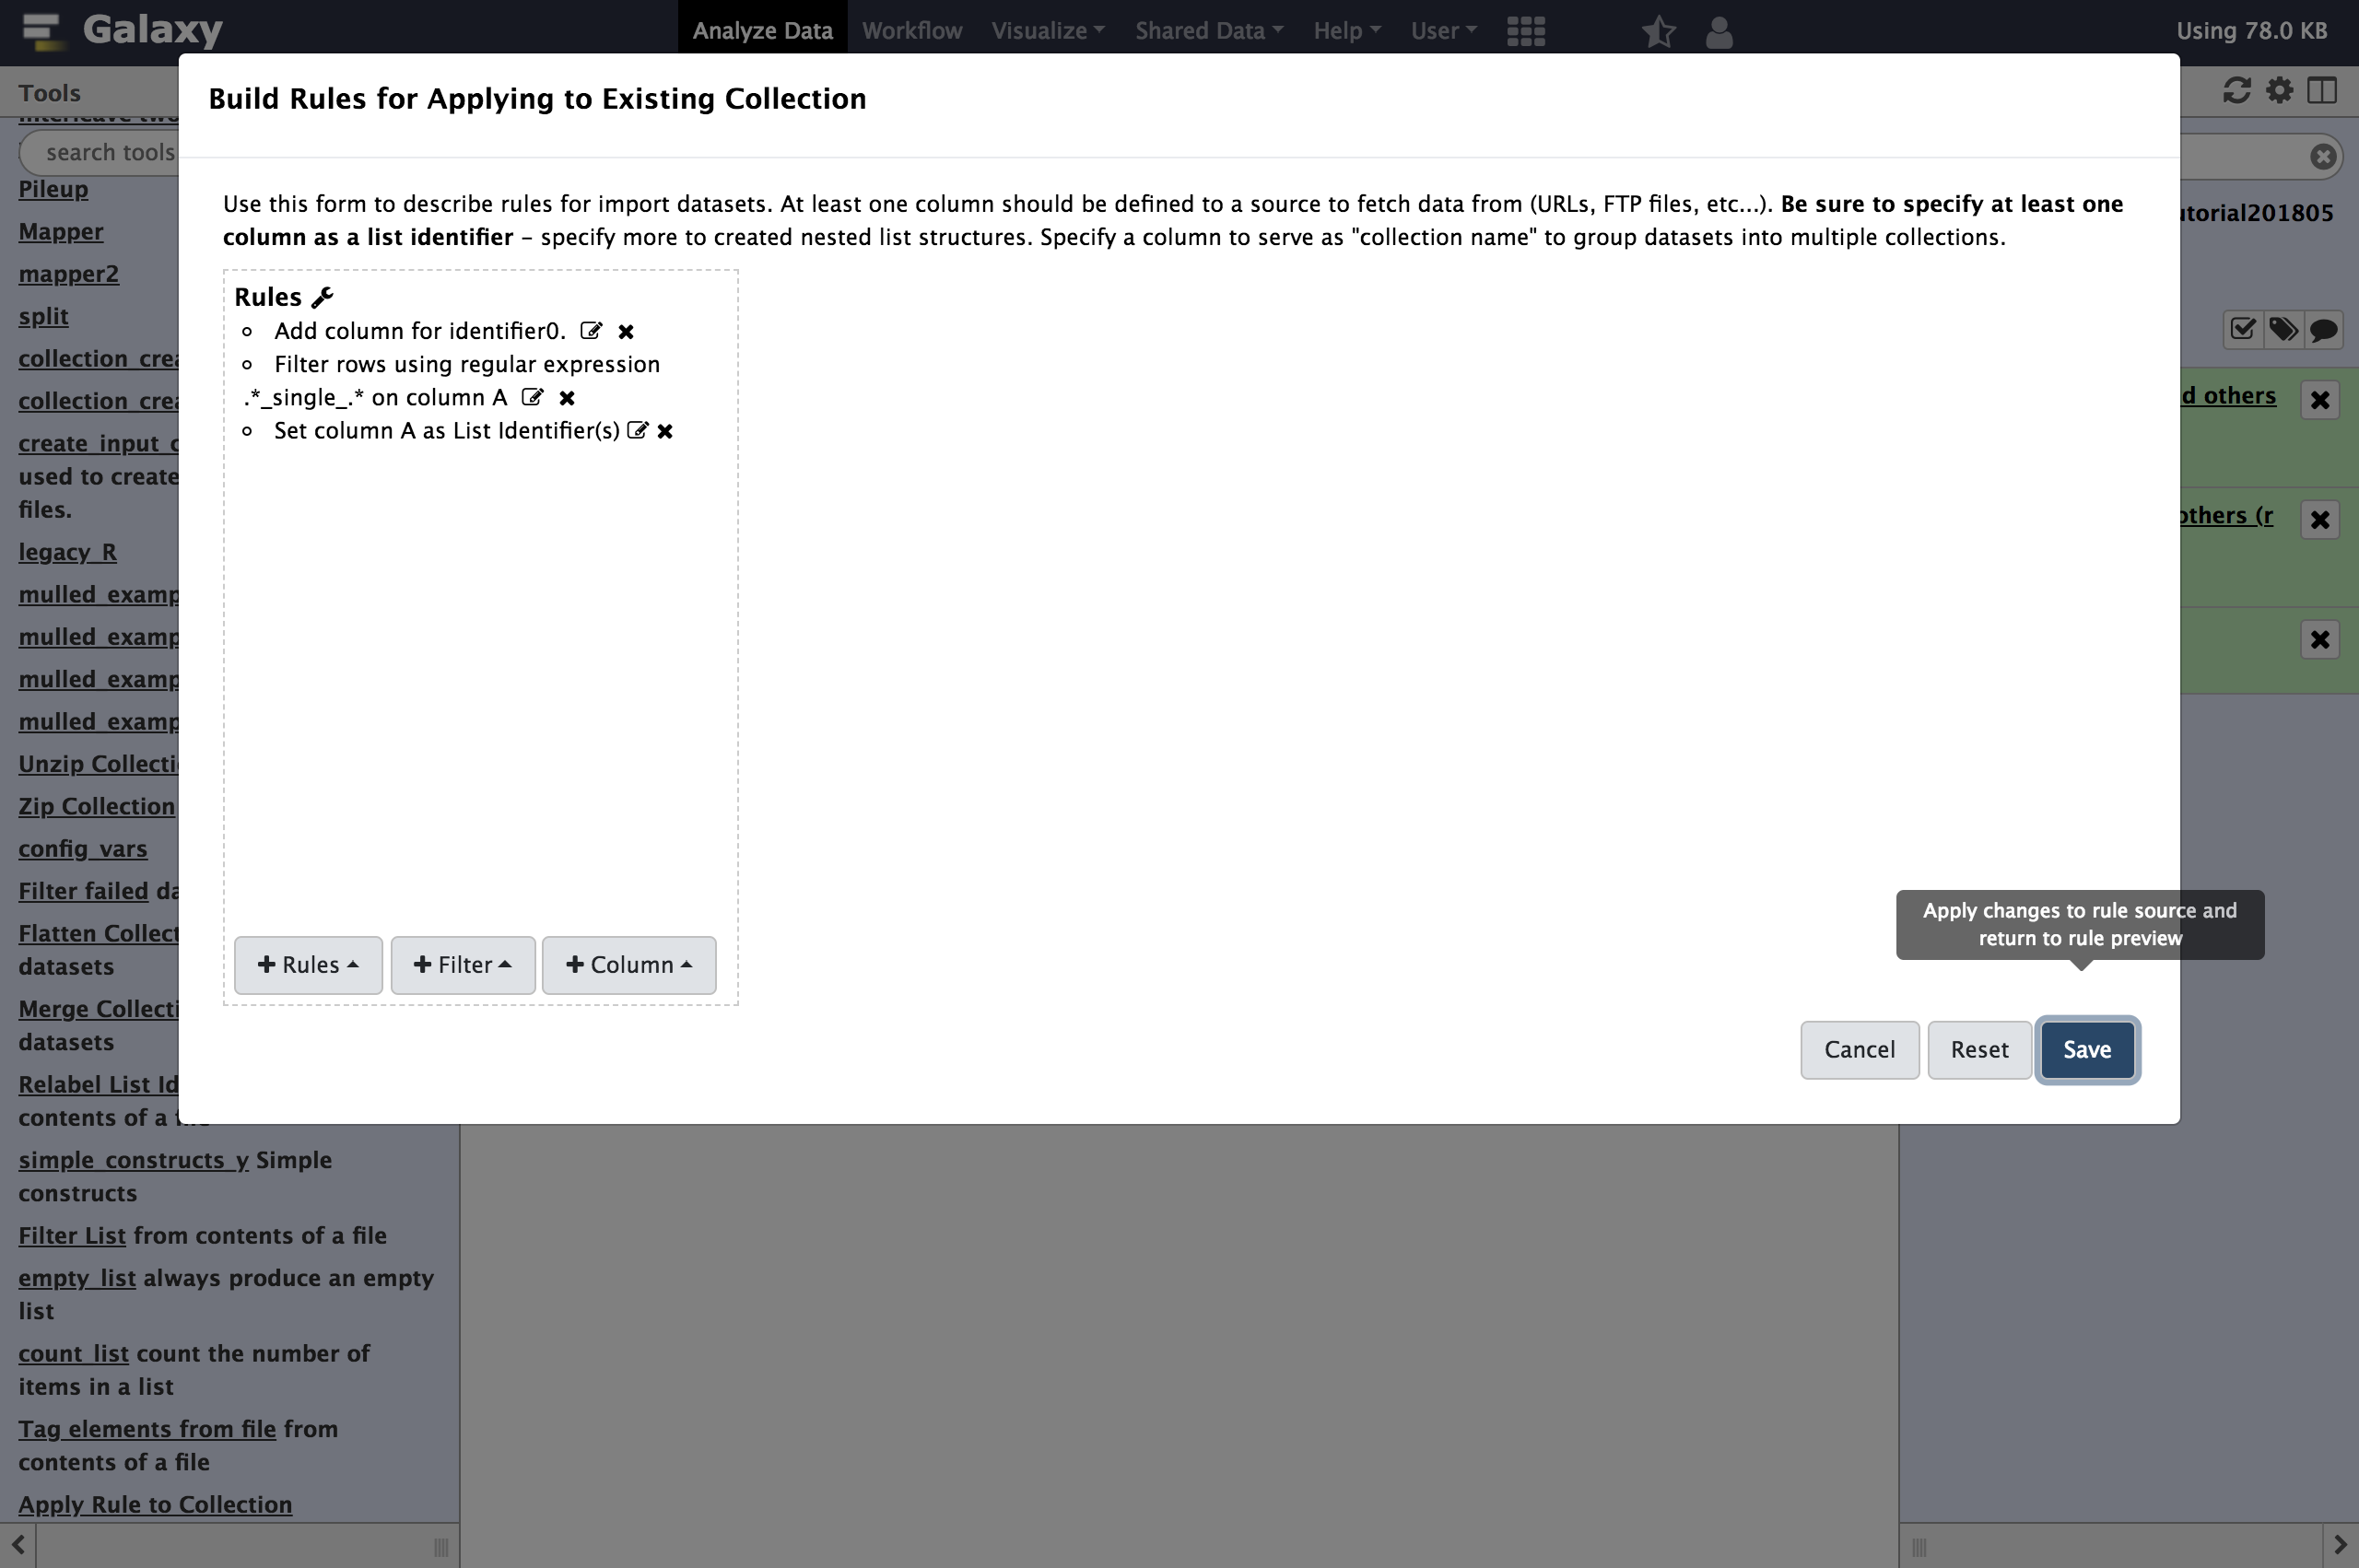 Galaxy
Analyze Data
Workflow
Visualize
Shared Data
Help
User
Using 78.0 KB
Tools
search tools
Pileup
Mapper
mapper2
split
collection_crea
collection_crea
create_input_c
used to create
files.
legacy_R
mulled_examp
mulled_examp
mulled_examp
mulled_examp
Unzip Collecti
Zip Collection
config_vars
Filter failed da
Flatten Collect
datasets
Merge Collecti
datasets
Relabel List Id
contents of a file
simple_constructs_y Simple
constructs
Filter List from contents of a file
empty_list always produce an empty
list
count_list count the number of
items in a list
Tag elements from file from
contents of a file
Apply Rule to Collection
Build Rules for Applying to Existing Collection
Use this form to describe rules for import datasets. At least one column should be defined to a source to fetch data from (URLs, FTP files, etc...). Be sure to specify at least one
column as a list identifier – specify more to created nested list structures. Specify a column to serve as "collection name" to group datasets into multiple collections.
Rules
Add column for identifier0.
Filter rows using regular expression
.*_single_.* on column A
Set column A as List Identifier(s)
Rules
Filter
Column
Apply changes to rule source and
return to rule preview
Cancel
Reset
Save
utorial201805
d others
others (r